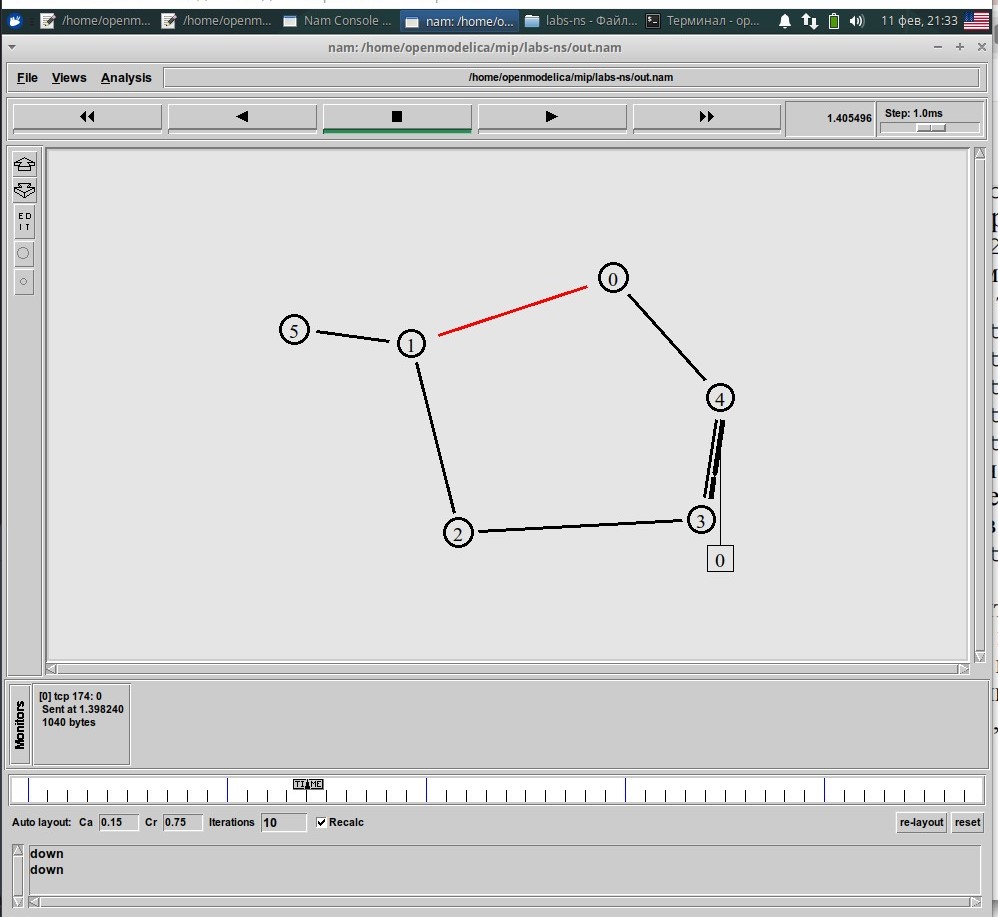 /home/openm... /home/openm... Nam Console ... nam: /home/o... labs-ns - Файл... Терминал - op... 11 фев, 21:33
nam: /home/openmodelica/mip/labs-ns/out.nam
File Views Analysis /home/openmodelica/mip/labs-ns/out.nam
1.405496 Step: 1.0ms
ED
IT
0
5
1
4
3
2
0
Monitors
[0] tcp 174: 0
Sent at 1.398240
1040 bytes
TIME
Auto layout: Ca 0.15 Cr 0.75 Iterations 10 Recalc re-layout reset
down
down